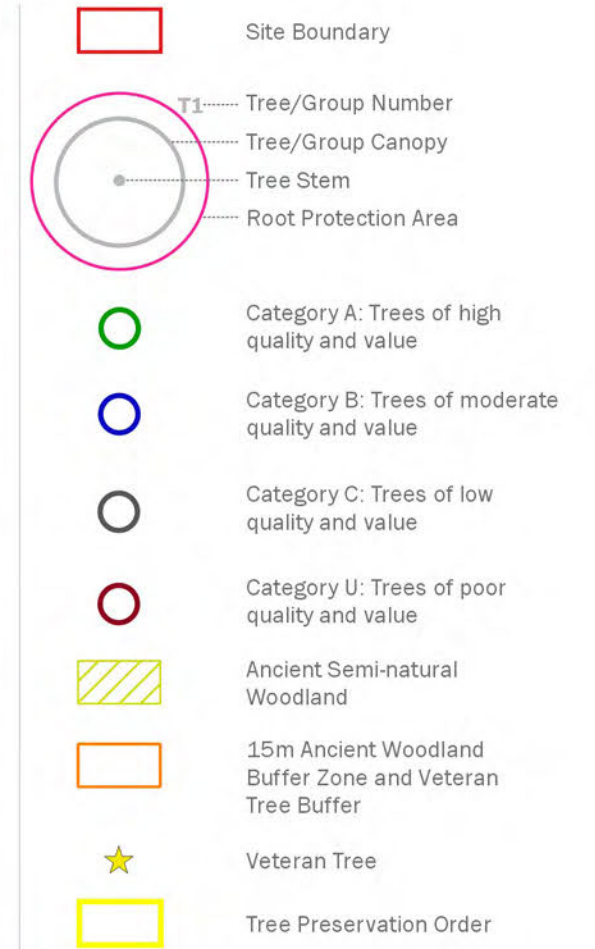 Site Boundary
T1
Tree/Group Number
Tree/Group Canopy
Tree Stem
Root Protection Area
Category A: Trees of high
quality and value
Category B: Trees of moderate
quality and value
Category C: Trees of low
quality and value
Category U: Trees of poor
quality and value
Ancient Semi-natural
Woodland
15m Ancient Woodland
Buffer Zone and Veteran
Tree Buffer
Veteran Tree
Tree Preservation Order